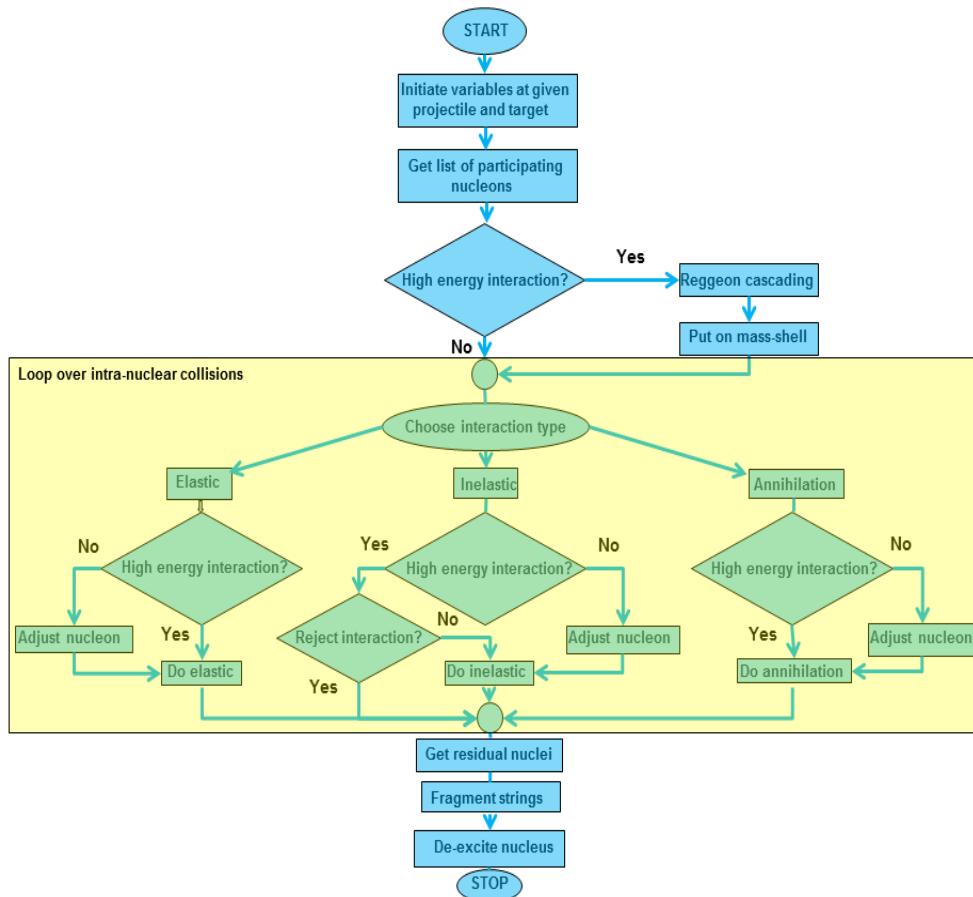 START
Initiate variables at given
projectile and target
Get list of participating
nucleons
High energy interaction?
Yes
Reggeon cascading
Put on mass-shell
No
Loop over intra-nuclear collisions
Choose interaction type
Elastic
Inelastic
Annihilation
No
High energy interaction?
Yes
High energy interaction?
No
High energy interaction?
No
Adjust nucleon
Yes
Do elastic
Reject interaction?
No
Yes
Do inelastic
Adjust nucleon
Yes
Do annihilation
Adjust nucleon
Get residual nuclei
Fragment strings
De-excite nucleus
STOP